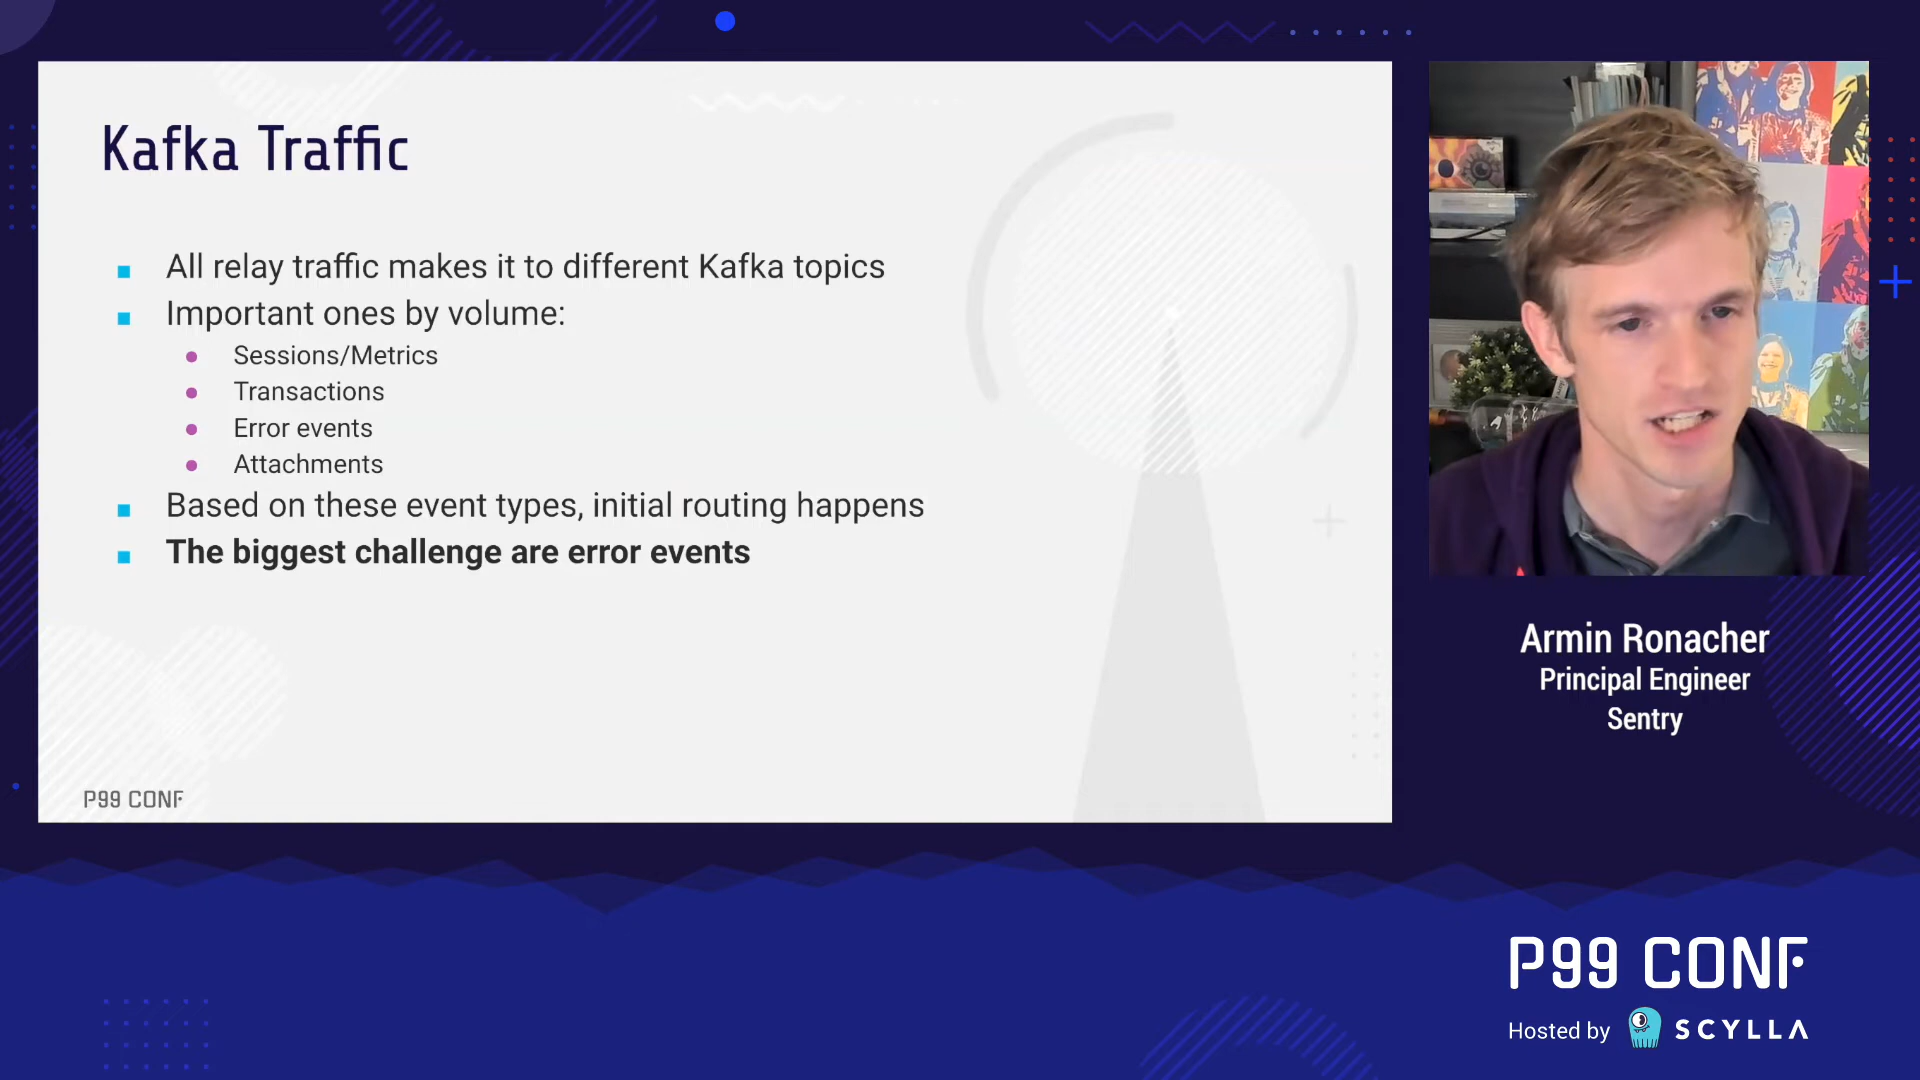 Kafka Traffic
All relay traffic makes it to different Kafka topics
Important ones by volume:
Sessions/Metrics
Transactions
Error events
Attachments
Based on these event types, initial routing happens
The biggest challenge are error events
P99 CONF
Armin Ronacher
Principal Engineer
Sentry
P99 CONF
Hosted by SCYLLA